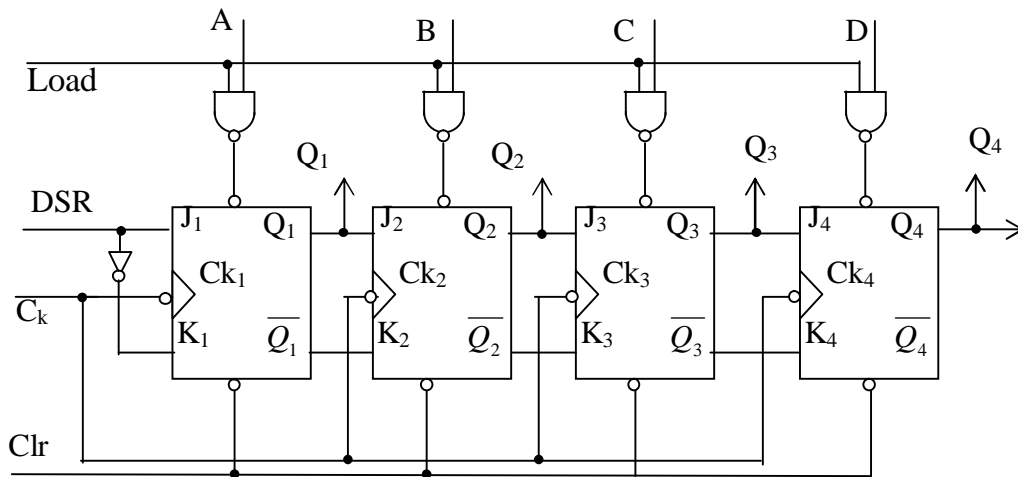 A B C D
Load
Q₁ Q₂ Q₃ Q₄
DSR J₁ Q₁ J₂ Q₂ J₃ Q₃ J₄ Q₄
Ck₁ Ck₂ Ck₃ Ck₄
Cₖ
K₁ Q̅₁ K₂ Q̅₂ K₃ Q̅₃ K₄ Q̅₄
Clr